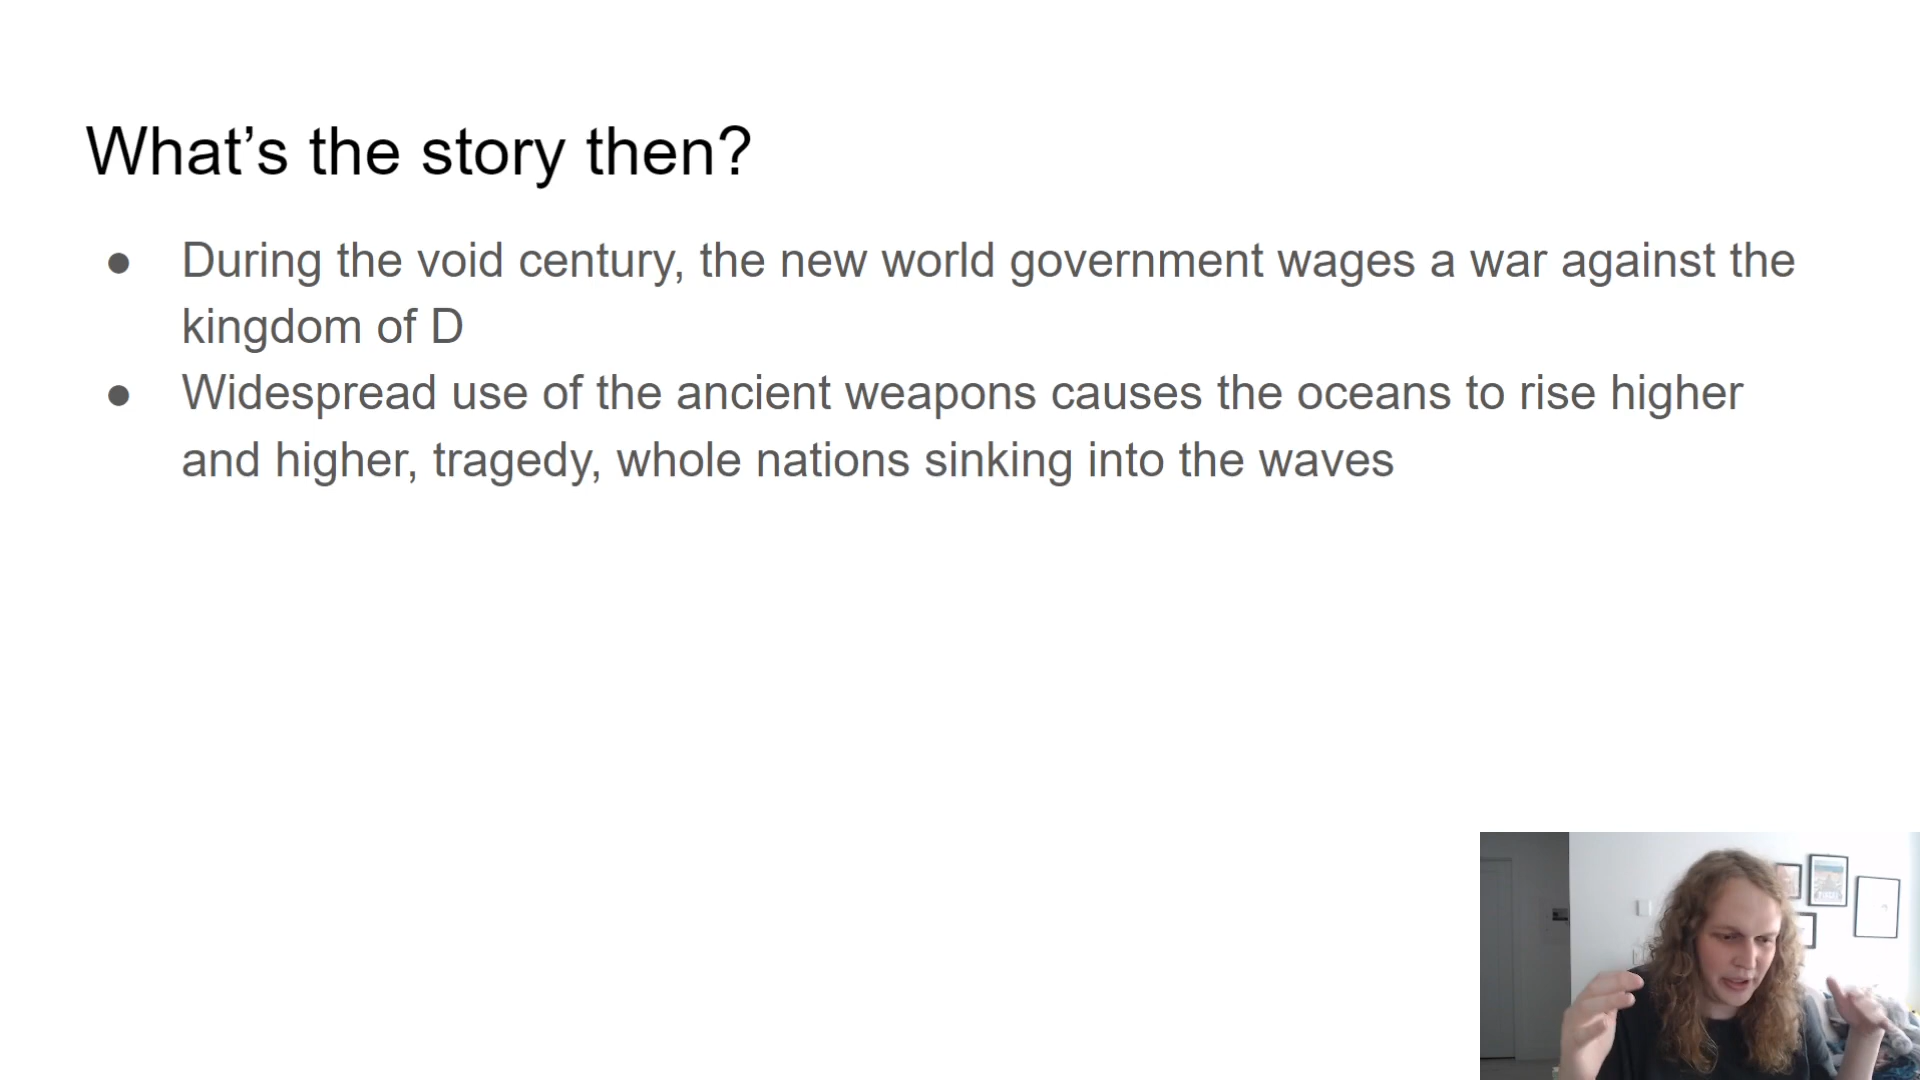 What’s the story then?
● During the void century, the new world government wages a war against the
kingdom of D
● Widespread use of the ancient weapons causes the oceans to rise higher
and higher, tragedy, whole nations sinking into the waves